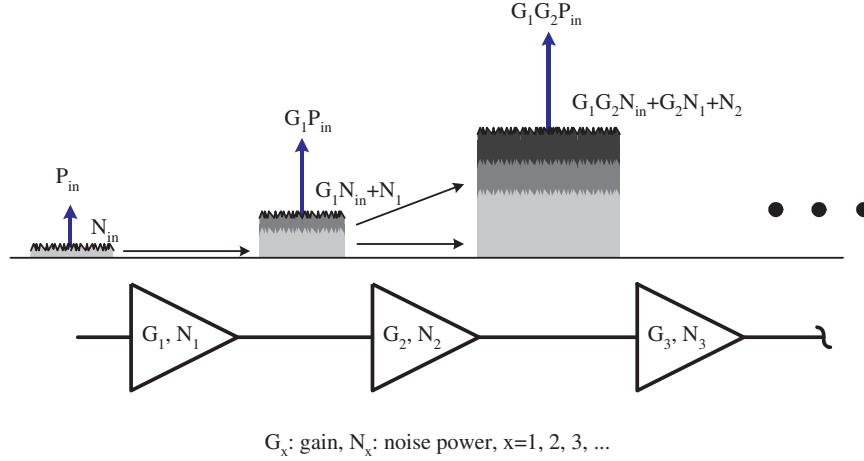 G₁G₂Pᵢₙ
G₁G₂Nᵢₙ+G₂N₁+N₂
G₁Pᵢₙ
G₁Nᵢₙ+N₁
Pᵢₙ
Nᵢₙ
G₁, N₁
G₂, N₂
G₃, N₃
Gₓ: gain, Nₓ: noise power, x=1, 2, 3, ...